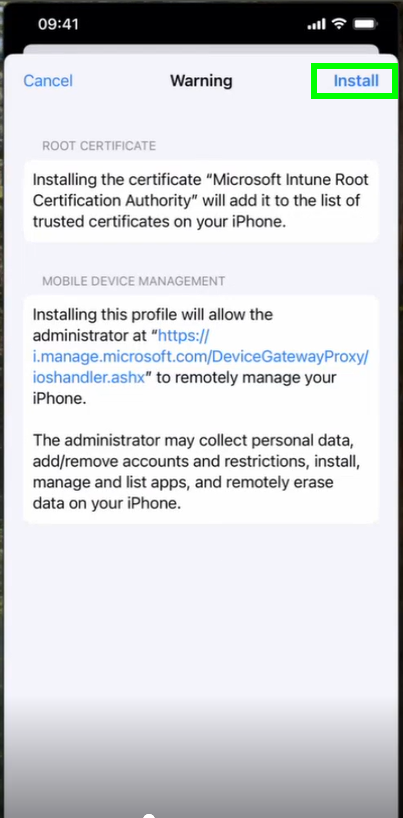 09:41
Cancel
Warning
Install
ROOT CERTIFICATE
Installing the certificate “Microsoft Intune Root
Certification Authority” will add it to the list of
trusted certificates on your iPhone.
MOBILE DEVICE MANAGEMENT
Installing this profile will allow the
administrator at “https://
i.manage.microsoft.com/DeviceGatewayProxy/
ioshandler.ashx” to remotely manage your
iPhone.
The administrator may collect personal data,
add/remove accounts and restrictions, install,
manage and list apps, and remotely erase
data on your iPhone.